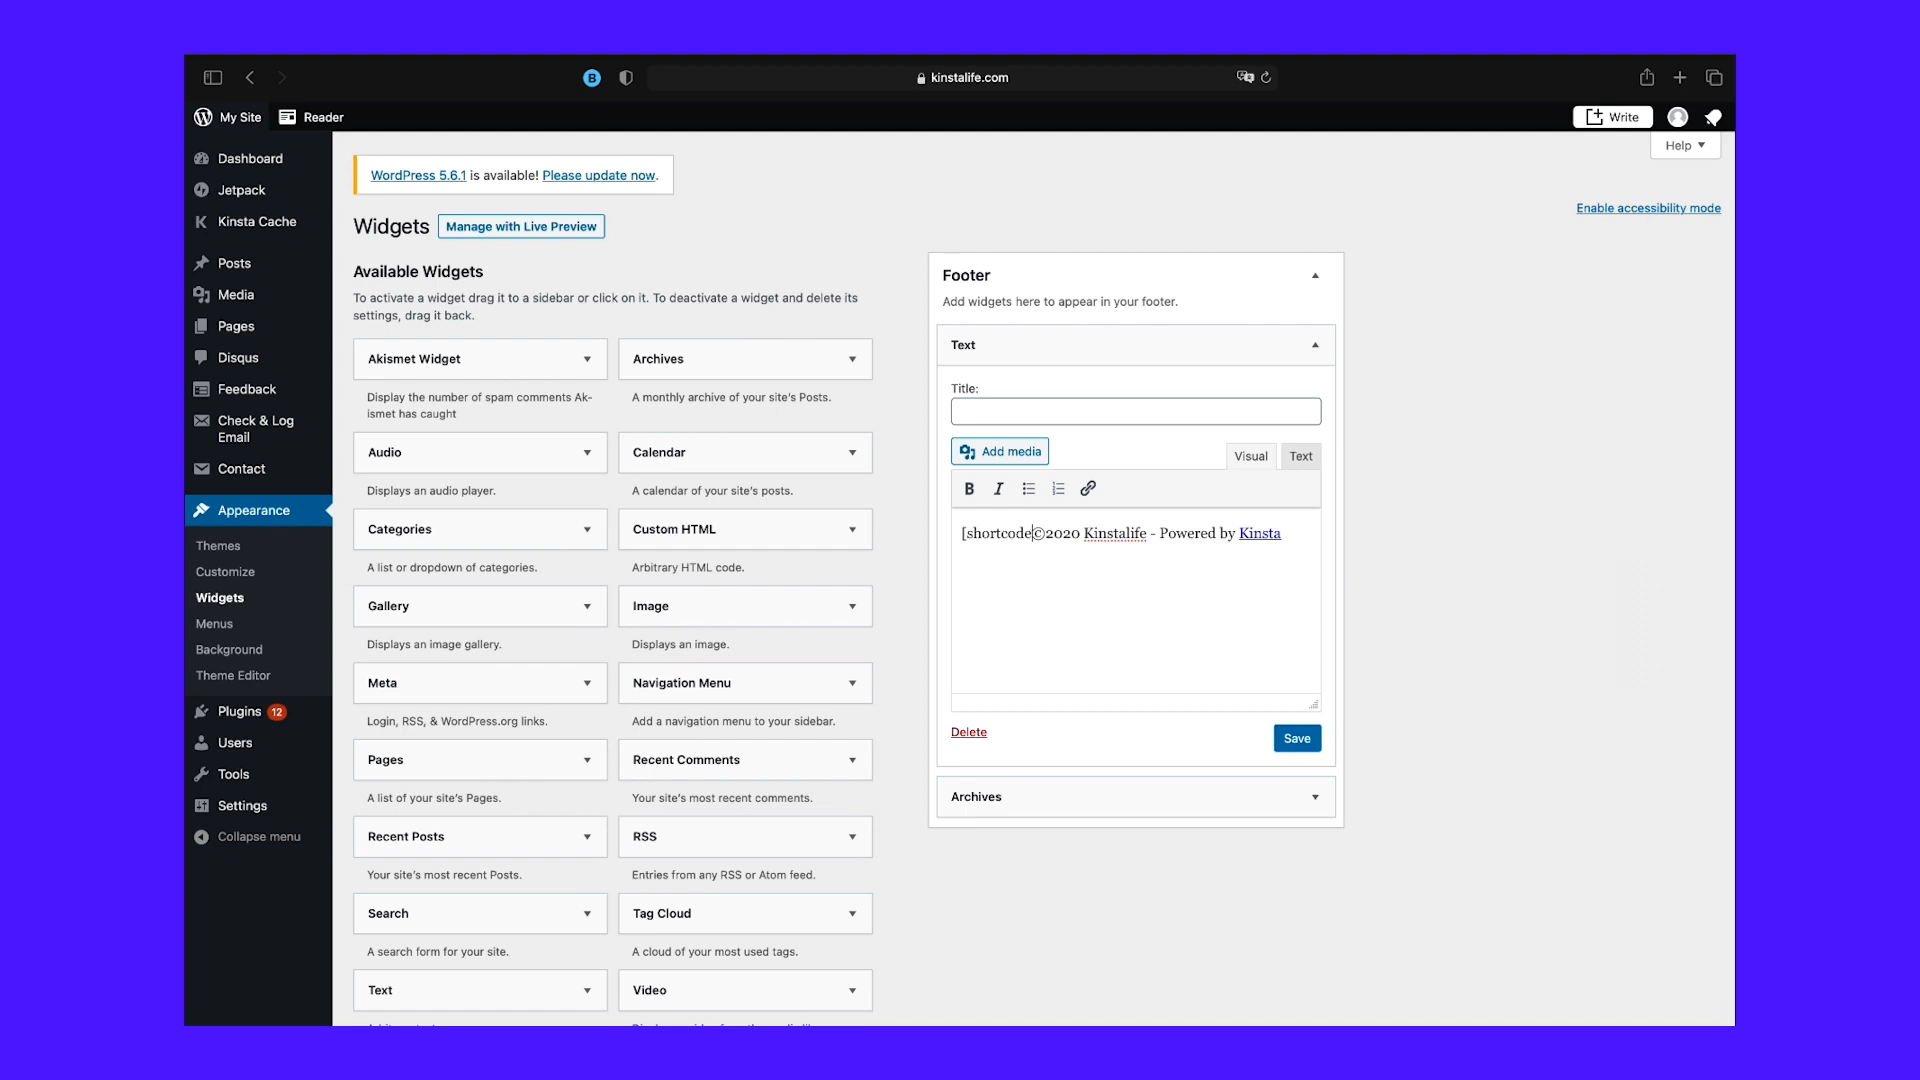 B
kinstalife.com
My Site
Reader
Write
Help
Dashboard
Jetpack
Kinsta Cache
Posts
Media
Pages
Disqus
Feedback
Check & Log
Email
Contact
Appearance
Themes
Customize
Widgets
Menus
Background
Theme Editor
Plugins 12
Users
Tools
Settings
Collapse menu
WordPress 5.6.1 is available! Please update now.
Enable accessibility mode
Widgets
Manage with Live Preview
Available Widgets
To activate a widget drag it to a sidebar or click on it. To deactivate a widget and delete its
settings, drag it back.
Akismet Widget
Display the number of spam comments Ak-
ismet has caught
Archives
A monthly archive of your site's Posts.
Audio
Displays an audio player.
Calendar
A calendar of your site's posts.
Categories
A list or dropdown of categories.
Custom HTML
Arbitrary HTML code.
Gallery
Displays an image gallery.
Image
Displays an image.
Meta
Login, RSS, & WordPress.org links.
Navigation Menu
Add a navigation menu to your sidebar.
Pages
A list of your site's Pages.
Recent Comments
Your site's most recent comments.
Recent Posts
Your site's most recent Posts.
RSS
Entries from any RSS or Atom feed.
Search
A search form for your site.
Tag Cloud
A cloud of your most used tags.
Text
Video
Footer
Add widgets here to appear in your footer.
Text
Title:
Add media
Visual
Text
B I
[shortcode©2020 Kinstalife - Powered by Kinsta
Delete
Save
Archives